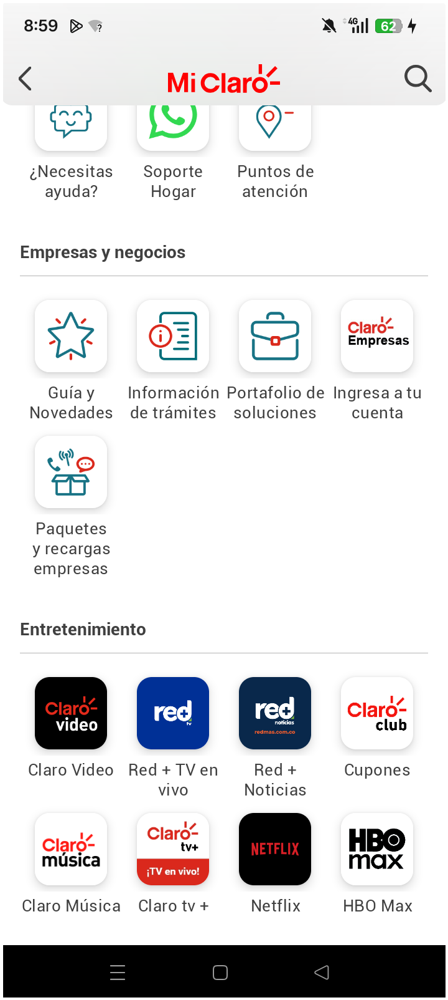 8:59
4G
62
Mi Claro
¿Necesitas
ayuda?
Soporte
Hogar
Puntos de
atención
Empresas y negocios
Claro
Empresas
Guía y
Novedades
Información
de trámites
Portafolio de
soluciones
Ingresa a tu
cuenta
Paquetes
y recargas
empresas
Entretenimiento
Claro
video
red
tv
red
noticias
redmas.com.co
Claro
club
Claro Video
Red + TV en
vivo
Red +
Noticias
Cupones
Claro
música
Claro
tv+
¡TV en vivo!
NETFLIX
HBO
max
Claro Música
Claro tv +
Netflix
HBO Max